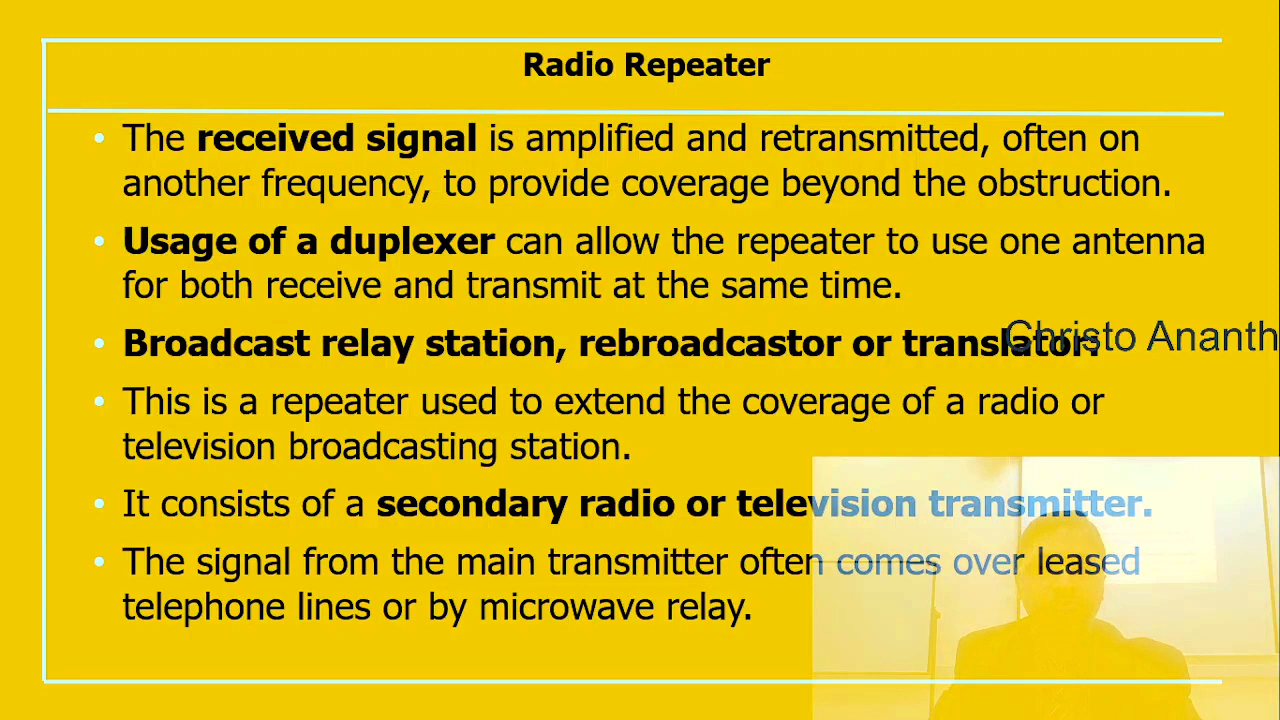 Radio Repeater
• The received signal is amplified and retransmitted, often on
another frequency, to provide coverage beyond the obstruction.
• Usage of a duplexer can allow the repeater to use one antenna
for both receive and transmit at the same time.
• Broadcast relay station, rebroadcastor or translator:
Christo Ananth
• This is a repeater used to extend the coverage of a radio or
television broadcasting station.
• It consists of a secondary radio or television transmitter.
• The signal from the main transmitter often comes over leased
telephone lines or by microwave relay.